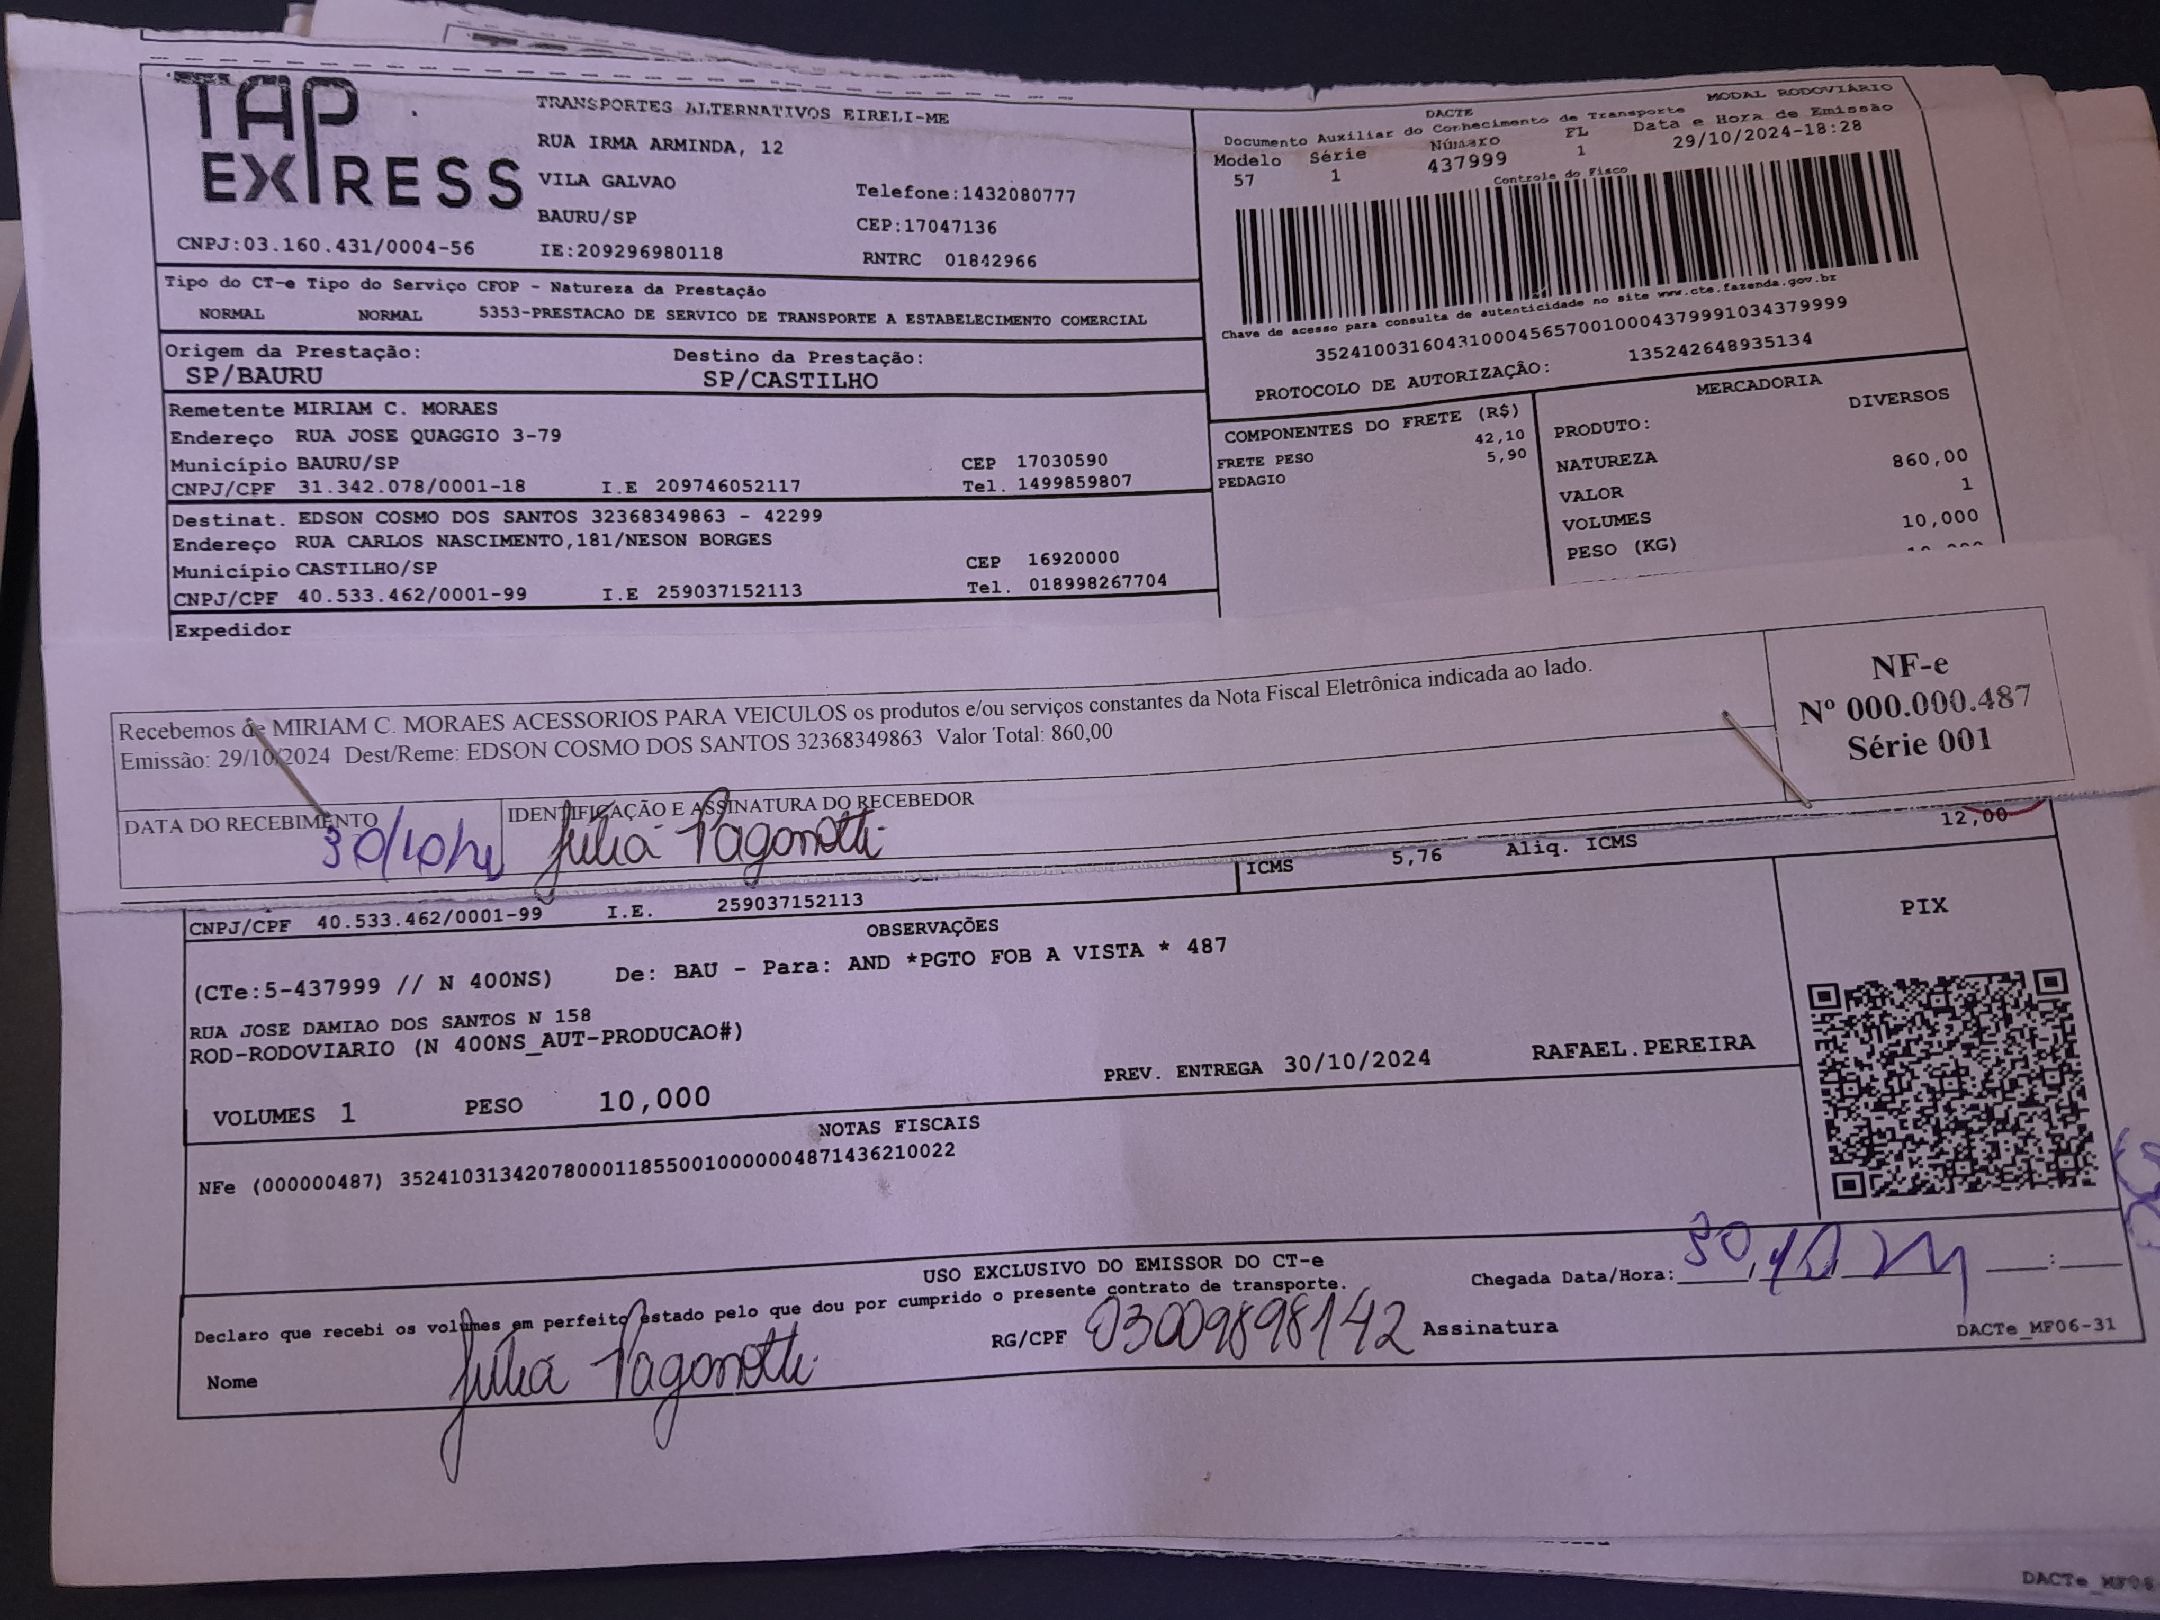 TAP EXPRESS
TRANSPORTES ALTERNATIVOS EIRELI-ME
RUA IRMA ARMINDA, 12
VILA GALVAO Telefone:1432080777
BAURU/SP CEP:17047136
CNPJ:03.160.431/0004-56 IE:209296980118 RNTRC 01842966
DACTE MODAL RODOVIÁRIO
Documento Auxiliar do Conhecimento de Transporte
Modelo Série Número FL Data e Hora de Emissão
57 1 437999 1 29/10/2024-18:28
Controle do Fisco
Chave de acesso para consulta de autenticidade no site www.cte.fazenda.gov.br
35241003160431000456570010004379991034379999
PROTOCOLO DE AUTORIZAÇÃO: 135242648935134
Tipo do CT-e Tipo do Serviço CFOP - Natureza da Prestação
NORMAL NORMAL 5353-PRESTACAO DE SERVICO DE TRANSPORTE A ESTABELECIMENTO COMERCIAL
Origem da Prestação: Destino da Prestação:
SP/BAURU SP/CASTILHO
Remetente MIRIAM C. MORAES
Endereço RUA JOSE QUAGGIO 3-79
Município BAURU/SP CEP 17030590
CNPJ/CPF 31.342.078/0001-18 I.E 209746052117 Tel. 1499859807
Destinat. EDSON COSMO DOS SANTOS 32368349863 - 42299
Endereço RUA CARLOS NASCIMENTO,181/NESON BORGES
Município CASTILHO/SP CEP 16920000
CNPJ/CPF 40.533.462/0001-99 I.E 259037152113 Tel. 018998267704
Expedidor
COMPONENTES DO FRETE (R$)
FRETE PESO 42,10
PEDAGIO 5,90
MERCADORIA
PRODUTO: DIVERSOS
NATUREZA
VALOR 860,00
VOLUMES 1
PESO (KG) 10,000
Recebemos de MIRIAM C. MORAES ACESSORIOS PARA VEICULOS os produtos e/ou serviços constantes da Nota Fiscal Eletrônica indicada ao lado.
Emissão: 29/10/2024 Dest/Reme: EDSON COSMO DOS SANTOS 32368349863 Valor Total: 860,00
NF-e
Nº 000.000.487
Série 001
DATA DO RECEBIMENTO IDENTIFICAÇÃO E ASSINATURA DO RECEBEDOR
30/10/24 Júlia Paganotti
ICMS 5,76 Aliq. ICMS 12,00
CNPJ/CPF 40.533.462/0001-99 I.E. 259037152113
OBSERVAÇÕES
(CTe:5-437999 // N 400NS) De: BAU - Para: AND *PGTO FOB A VISTA * 487
RUA JOSE DAMIAO DOS SANTOS N 158
ROD-RODOVIARIO (N 400NS_AUT-PRODUCAO#)
PREV. ENTREGA 30/10/2024 RAFAEL.PEREIRA
VOLUMES 1 PESO 10,000
PIX
NOTAS FISCAIS
NFe (000000487) 35241031342078000118550010000004871436210022
USO EXCLUSIVO DO EMISSOR DO CT-e
Declaro que recebi os volumes em perfeito estado pelo que dou por cumprido o presente contrato de transporte.
Chegada Data/Hora: 30,10, 24 :
Nome Júlia Paganotti RG/CPF 03009898142 Assinatura
DACTe_MF06-31
DACTe_MF06